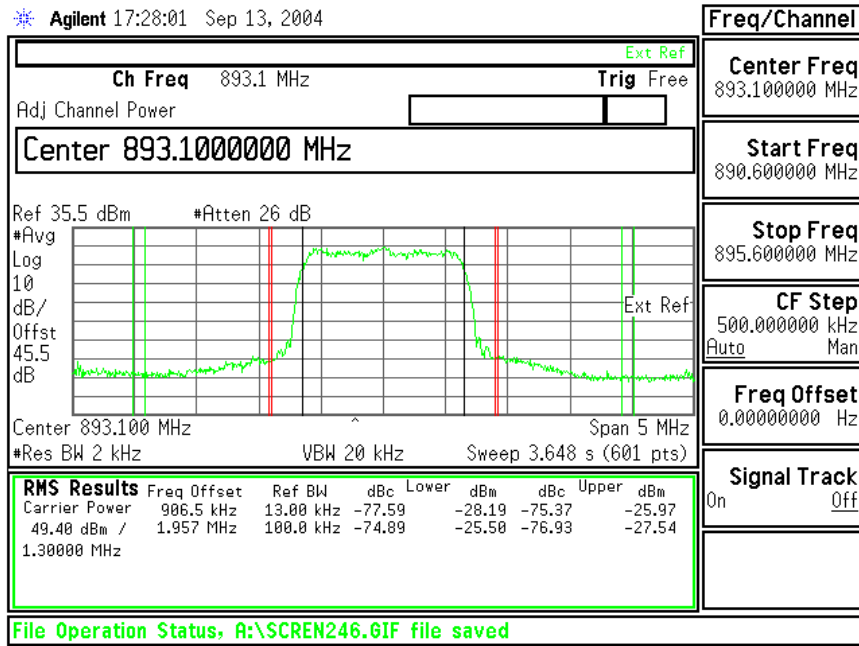 Agilent 17:28:01 Sep 13, 2004
Freq/Channel
Ext Ref
Ch Freq 893.1 MHz Trig Free
Adj Channel Power
Center 893.1000000 MHz
Ref 35.5 dBm #Atten 26 dB
#Avg
Log
10
dB/
Offst
45.5
dB
Ext Ref
Center 893.100 MHz ^ Span 5 MHz
#Res BW 2 kHz VBW 20 kHz Sweep 3.648 s (601 pts)
RMS Results Freq Offset Ref BW dBc Lower dBm dBc Upper dBm
Carrier Power 906.5 kHz 13.00 kHz -77.59 -28.19 -75.37 -25.97
49.40 dBm / 1.957 MHz 100.0 kHz -74.89 -25.50 -76.93 -27.54
1.30000 MHz
Center Freq
893.100000 MHz
Start Freq
890.600000 MHz
Stop Freq
895.600000 MHz
CF Step
500.000000 kHz
Auto Man
Freq Offset
0.00000000 Hz
Signal Track
On Off
File Operation Status, A:\SCREN246.GIF file saved